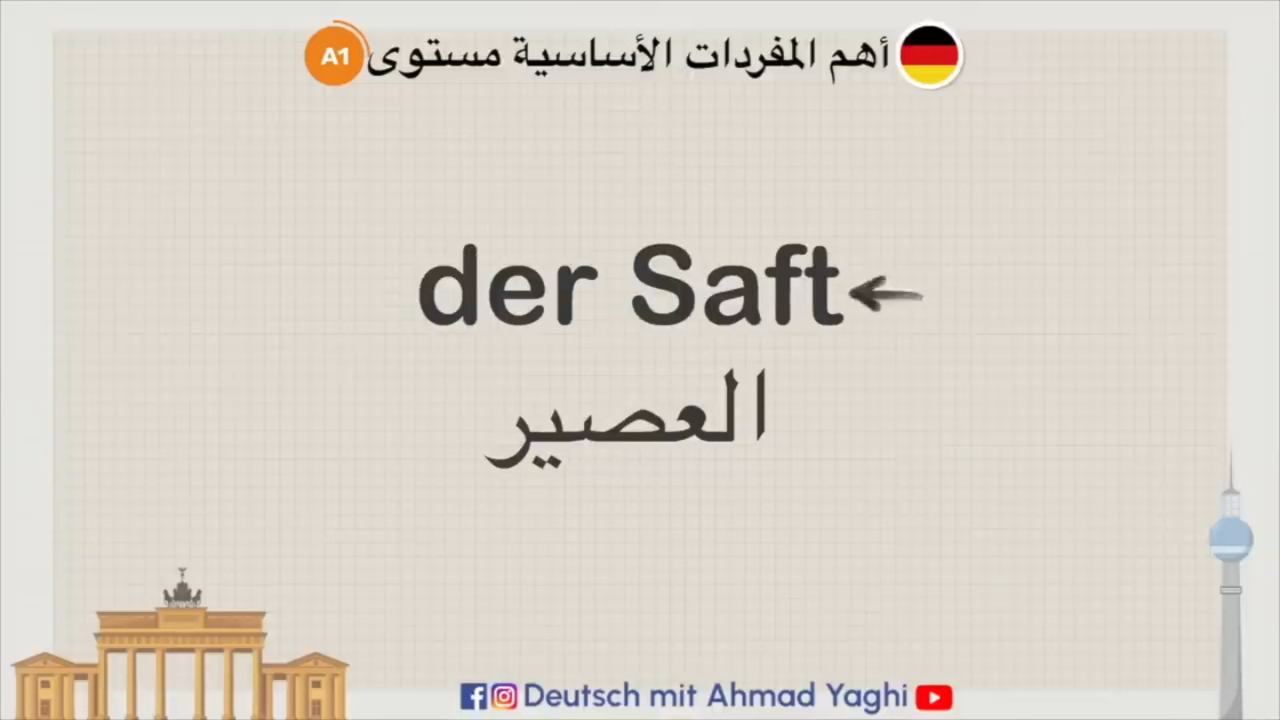 أهم المفردات الأساسية مستوى A1
der Saft
العصير
Deutsch mit Ahmad Yaghi